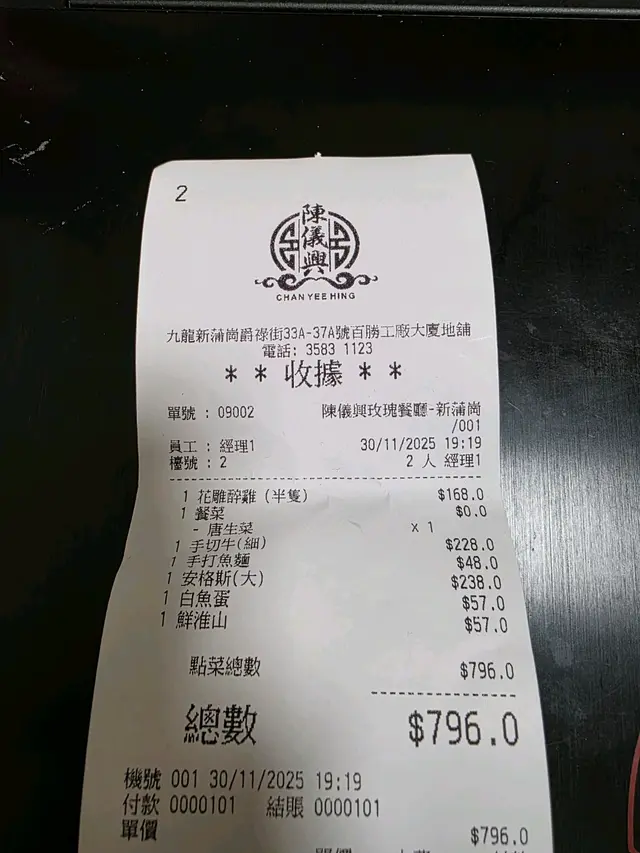 2
陳儀興
CHAN YEE HING
九龍新蒲崗爵祿街33A-37A號百勝工廠大廈地舖
電話: 3583 1123
* * 收據 * *
單號 : 09002 陳儀興玫瑰餐廳-新蒲崗
/001
員工 : 經理1 30/11/2025 19:19
檯號 : 2 2 人 經理1
1 花雕醉雞 (半隻) $168.0
1 餐菜 $0.0
- 唐生菜 x 1
1 手切牛(細) $228.0
1 手打魚麵 $48.0
1 安格斯(大) $238.0
1 白魚蛋 $57.0
1 鮮淮山 $57.0
點菜總數 $796.0
總數 $796.0
機號 001 30/11/2025 19:19
付款 0000101 結賬 0000101
單價 $796.0